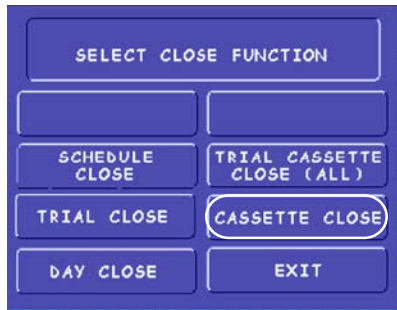 SELECT CLOSE FUNCTION
SCHEDULE
CLOSE
TRIAL CASSETTE
CLOSE (ALL)
TRIAL CLOSE
CASSETTE CLOSE
DAY CLOSE
EXIT